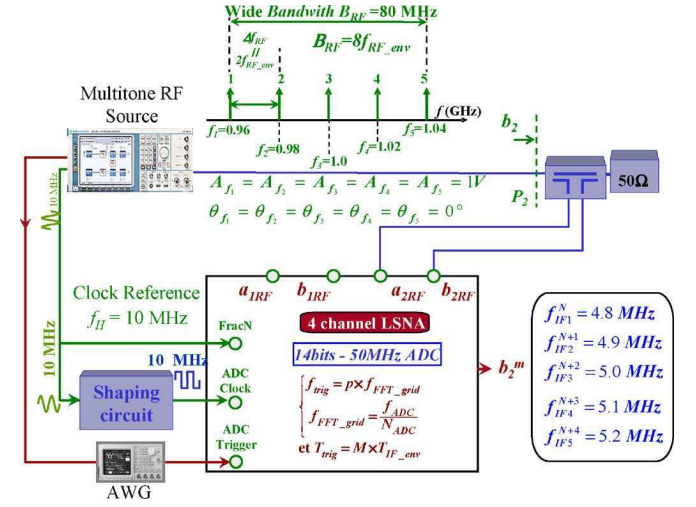 Wide Bandwith B_RF =80 MHz
Δf_RF
=
2f_RF_env
B_RF=8f_RF_env
1 2 3 4 5
f (GHz)
f_1=0.96
f_2=0.98
f_3=1.0
f_4=1.02
f_5=1.04
Multitone RF
Source
b_2
P_2
50Ω
10 MHz
A_f1 = A_f2 = A_f3 = A_f4 = A_f5 = 1V
θ_f1 = θ_f2 = θ_f3 = θ_f4 = θ_f5 = 0°
a_1RF b_1RF a_2RF b_2RF
Clock Reference
f_H = 10 MHz
FracN
4 channel LSNA
14bits - 50MHz ADC
10 MHz
10 MHz
Shaping
circuit
ADC
Clock
ADC
Trigger
f_trig = p×f_FFT_grid
f_FFT_grid = f_ADC / N_ADC
et T_trig = M×T_IF_env
b_2^m
f_IF1^N = 4.8 MHz
f_IF2^N+1 = 4.9 MHz
f_IF3^N+2 = 5.0 MHz
f_IF4^N+3 = 5.1 MHz
f_IF5^N+4 = 5.2 MHz
AWG